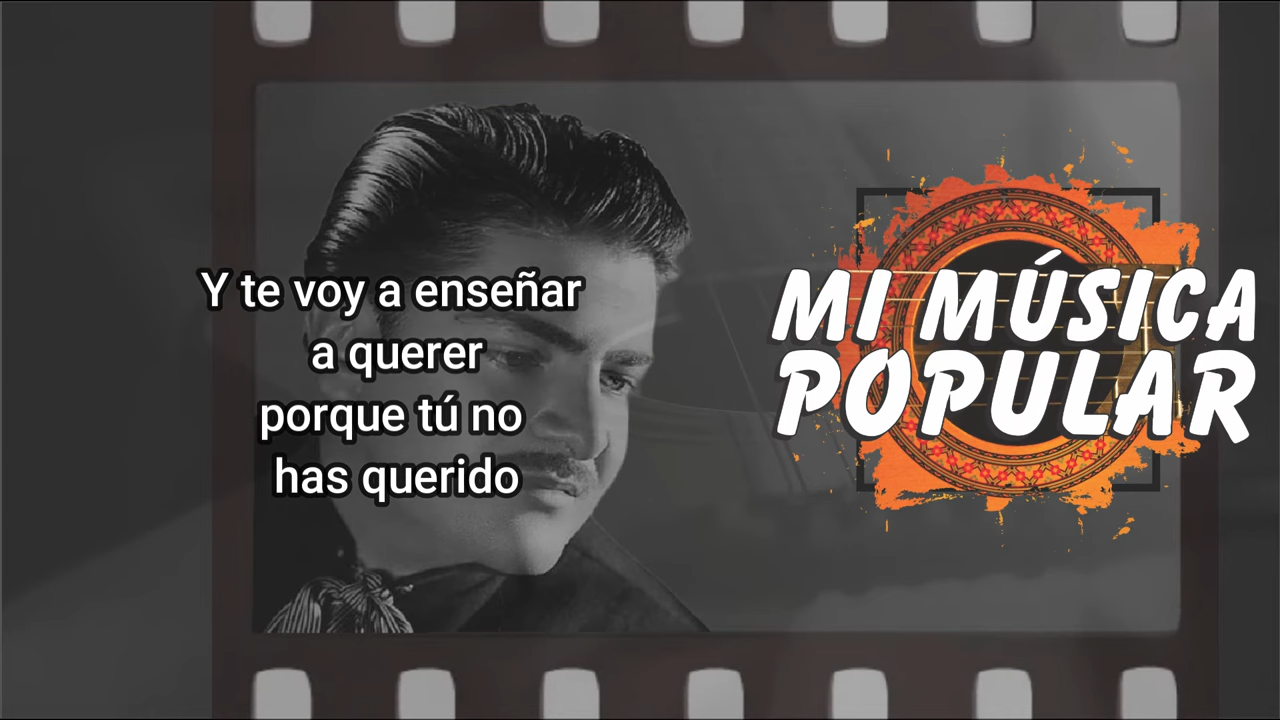 Y te voy a enseñar
a querer
porque tú no
has querido
MI MÚSICA
POPULAR